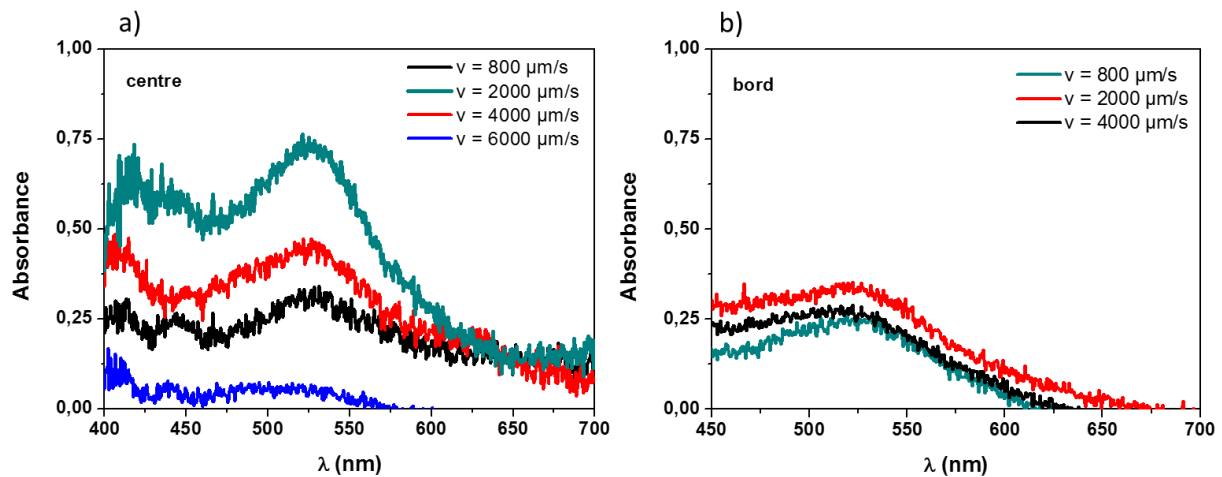 a)
1,00
0,75
0,50
0,25
0,00
Absorbance
centre
v = 800 µm/s
v = 2000 µm/s
v = 4000 µm/s
v = 6000 µm/s
400 450 500 550 600 650 700
λ (nm)
b)
1,00
0,75
0,50
0,25
0,00
Absorbance
bord
v = 800 µm/s
v = 2000 µm/s
v = 4000 µm/s
450 500 550 600 650 700
λ (nm)